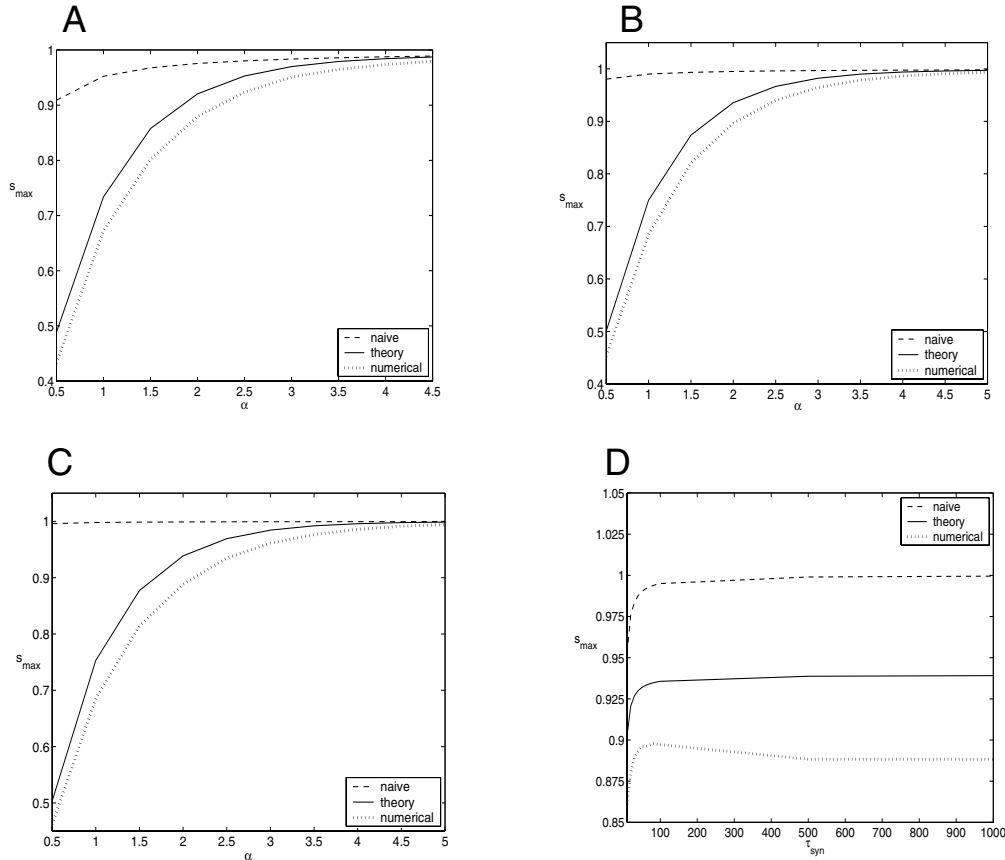 A
1
0.9
0.8
0.7
0.6
0.5
0.4
s_max
0.5 1 1.5 2 2.5 3 3.5 4 4.5
α
naive
theory
numerical
B
1
0.9
0.8
0.7
0.6
0.5
0.4
s_max
0.5 1 1.5 2 2.5 3 3.5 4 4.5 5
α
naive
theory
numerical
C
1
0.9
0.8
0.7
0.6
0.5
s_max
0.5 1 1.5 2 2.5 3 3.5 4 4.5 5
α
naive
theory
numerical
D
1.05
1.025
1
0.975
0.95
0.925
0.9
0.875
0.85
s_max
100 200 300 400 500 600 700 800 900 1000
τ_syn
naive
theory
numerical